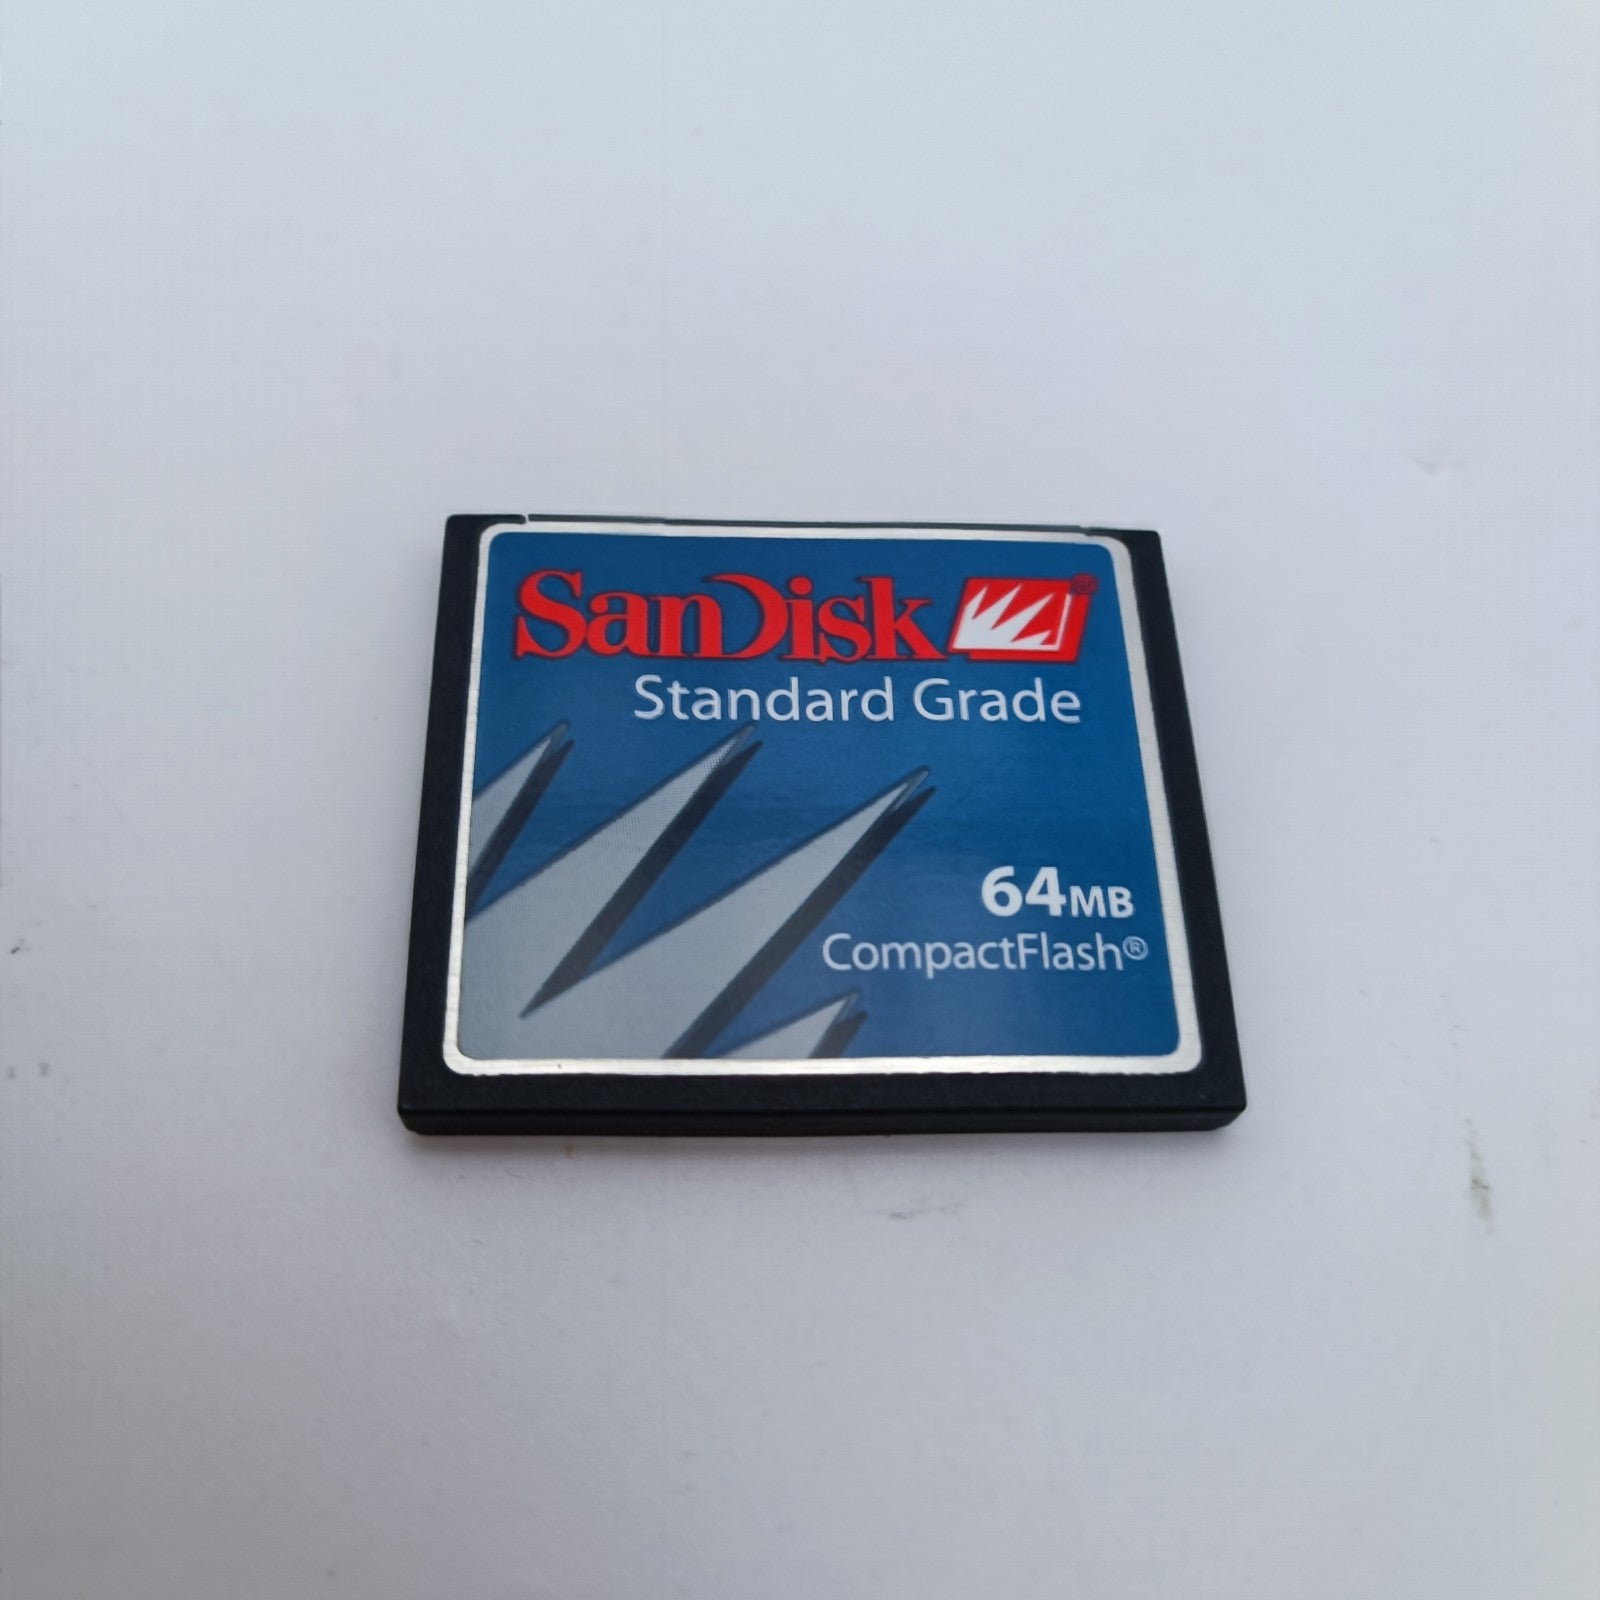 SanDisk ®
Standard Grade
64MB
CompactFlash®